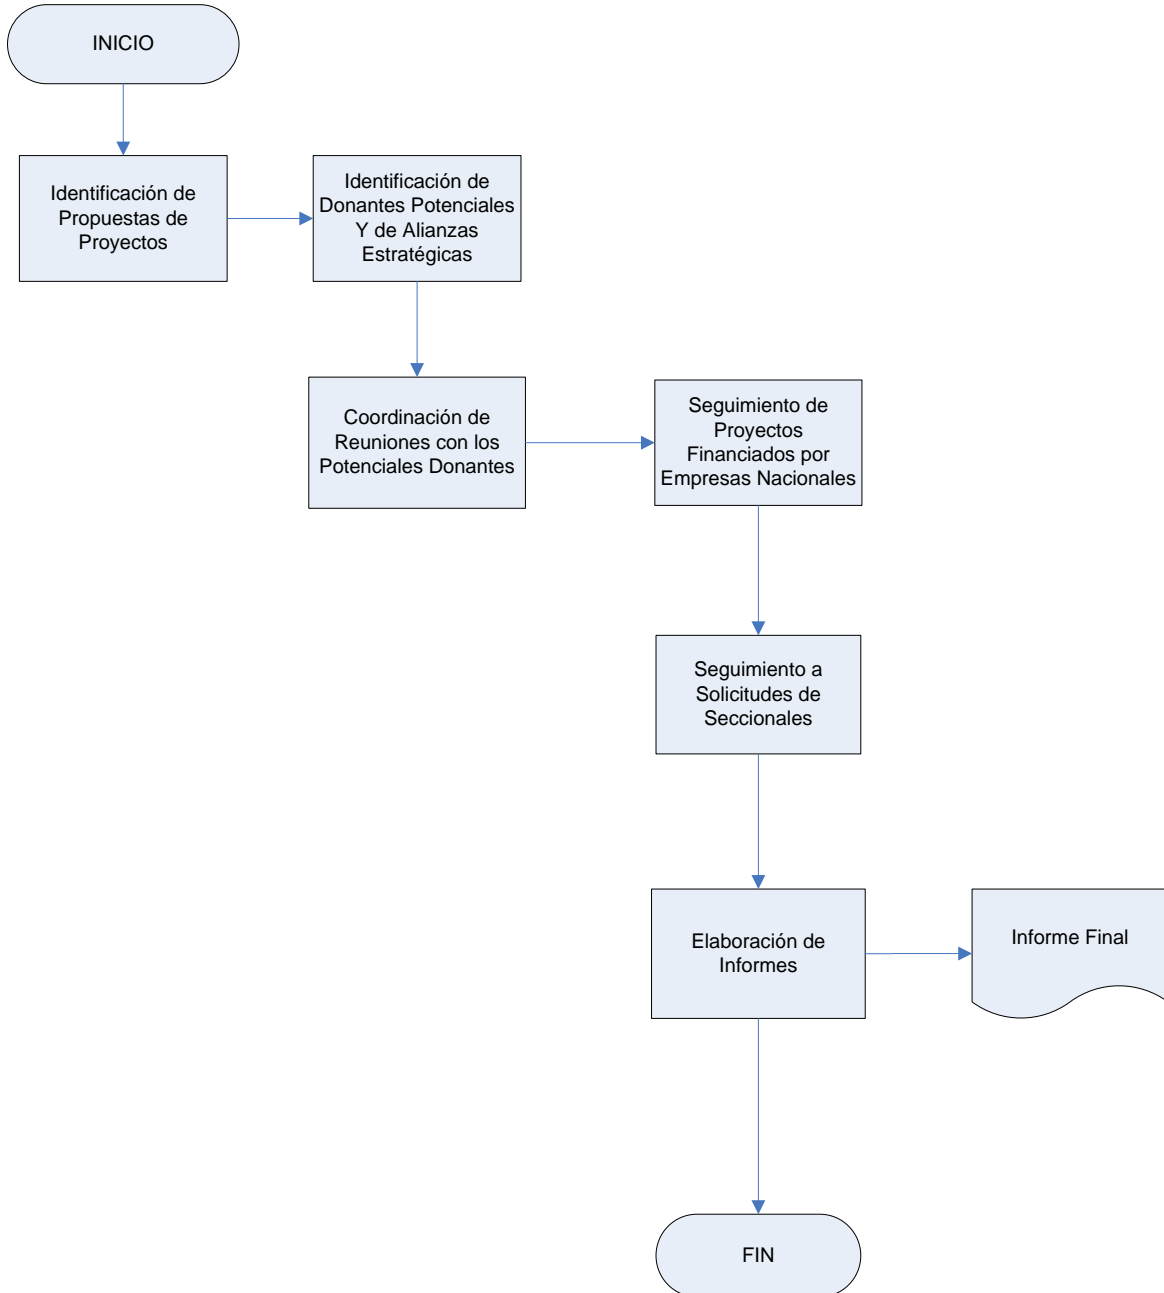 INICIO
Identificación de
Propuestas de
Proyectos
Identificación de
Donantes Potenciales
Y de Alianzas
Estratégicas
Coordinación de
Reuniones con los
Potenciales Donantes
Seguimiento de
Proyectos
Financiados por
Empresas Nacionales
Seguimiento a
Solicitudes de
Seccionales
Elaboración de
Informes
Informe Final
FIN